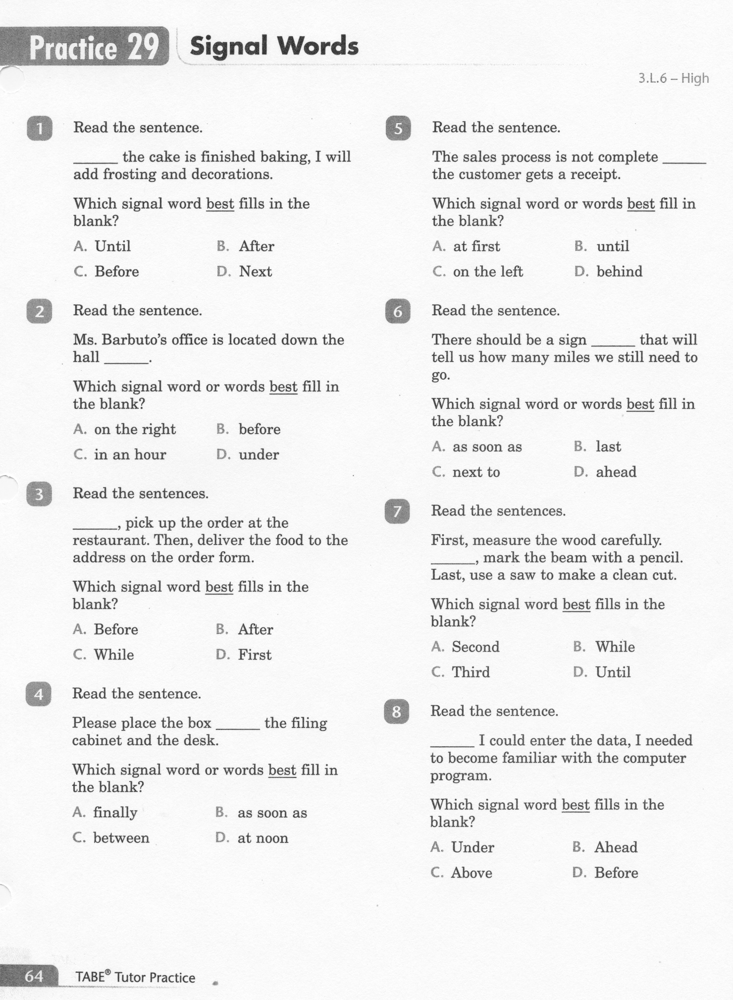 Practice 29
Signal Words
3.L.6 – High
1
Read the sentence.
______ the cake is finished baking, I will
add frosting and decorations.
Which signal word best fills in the
blank?
A. Until B. After
C. Before D. Next
2
Read the sentence.
Ms. Barbuto's office is located down the
hall ______.
Which signal word or words best fill in
the blank?
A. on the right B. before
C. in an hour D. under
3
Read the sentences.
______, pick up the order at the
restaurant. Then, deliver the food to the
address on the order form.
Which signal word best fills in the
blank?
A. Before B. After
C. While D. First
4
Read the sentence.
Please place the box ______ the filing
cabinet and the desk.
Which signal word or words best fill in
the blank?
A. finally B. as soon as
C. between D. at noon
5
Read the sentence.
The sales process is not complete ______
the customer gets a receipt.
Which signal word or words best fill in
the blank?
A. at first B. until
C. on the left D. behind
6
Read the sentence.
There should be a sign ______ that will
tell us how many miles we still need to
go.
Which signal word or words best fill in
the blank?
A. as soon as B. last
C. next to D. ahead
7
Read the sentences.
First, measure the wood carefully.
______, mark the beam with a pencil.
Last, use a saw to make a clean cut.
Which signal word best fills in the
blank?
A. Second B. While
C. Third D. Until
8
Read the sentence.
______ I could enter the data, I needed
to become familiar with the computer
program.
Which signal word best fills in the
blank?
A. Under B. Ahead
C. Above D. Before
64
TABE® Tutor Practice